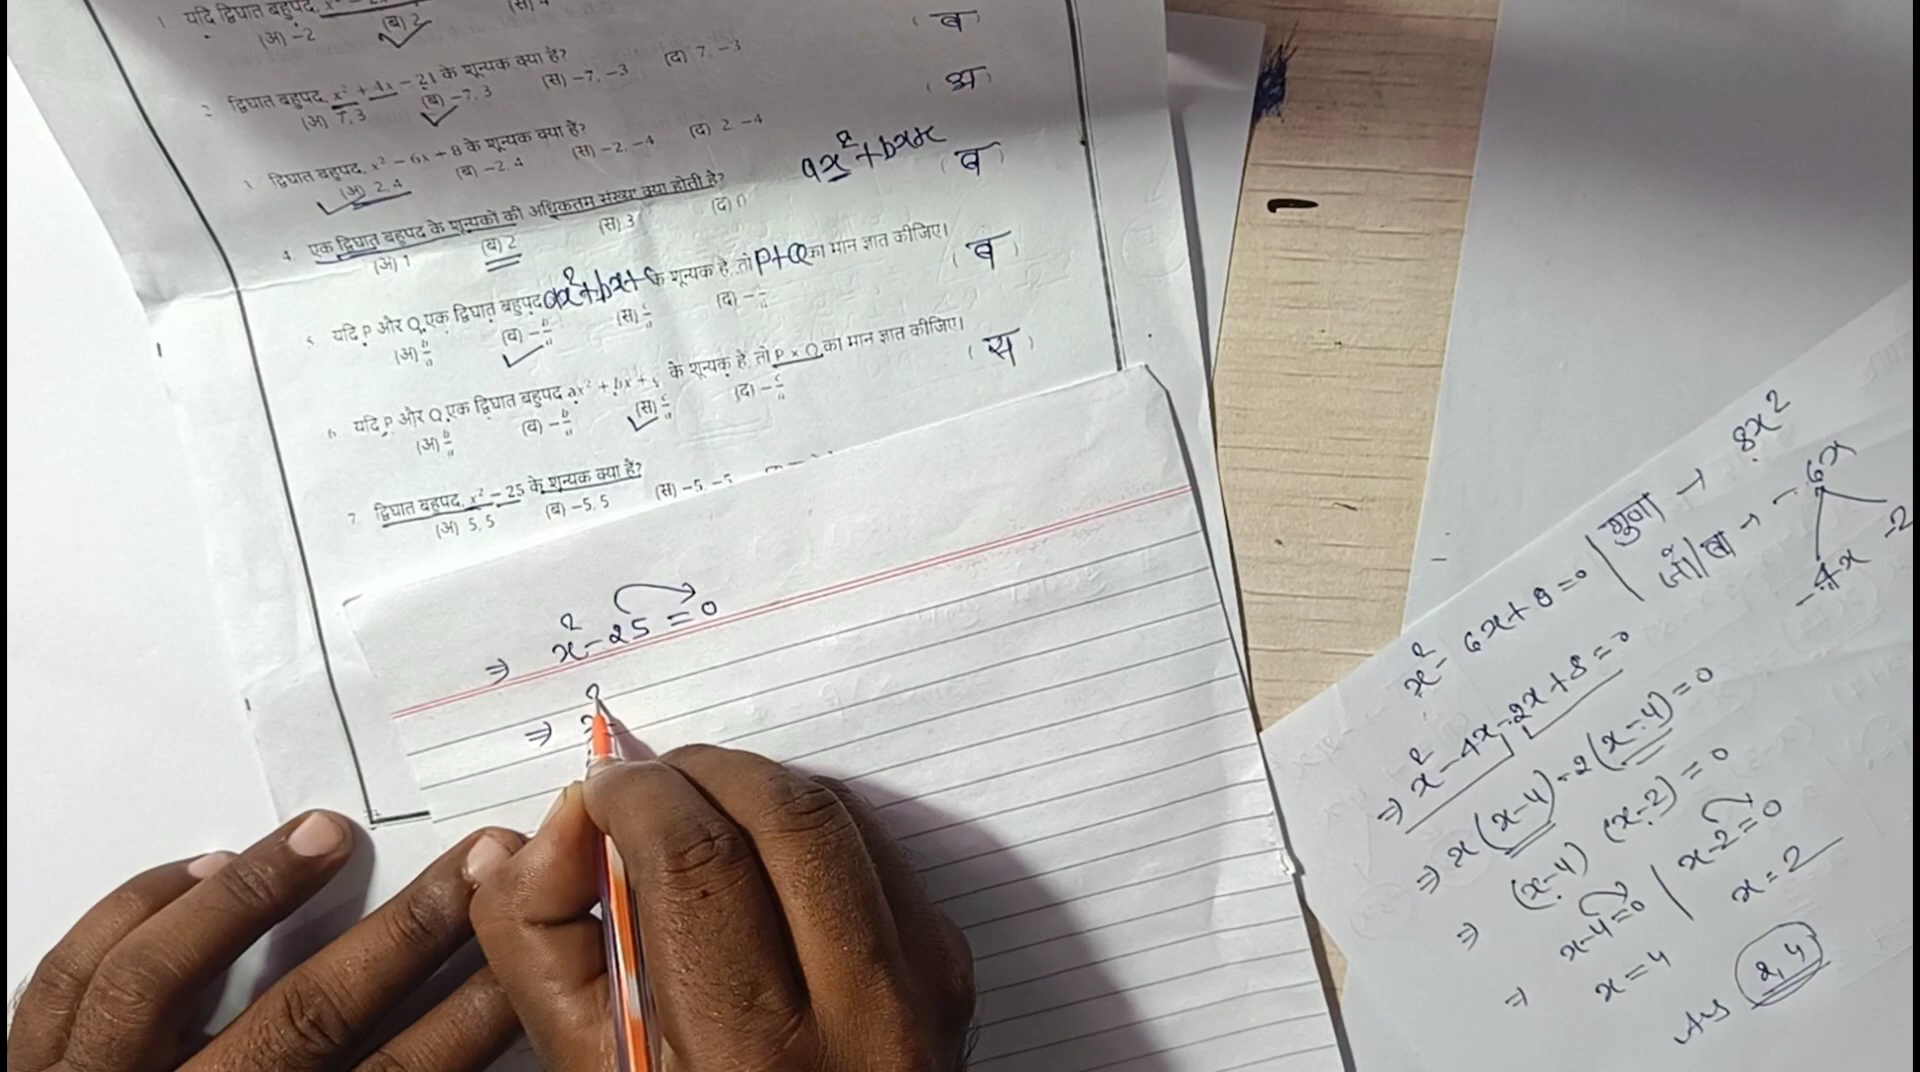 1. यदि द्विघात बहुपद,
(अ) -2 (ब) 2 (स) 4 ( ब )
2. द्विघात बहुपद, x² + 4x - 21 के शून्यक क्या हैं?
(अ) 7, 3 (ब) -7, 3 (स) -7, -3 (द) 7, -3 ( अ )
3. द्विघात बहुपद, x² - 6x + 8 के शून्यक क्या हैं?
(अ) 2, 4 (ब) -2, 4 (स) -2, -4 (द) 2, -4
ax²+bx+c ( ब )
4. एक द्विघात बहुपद के शून्यकों की अधिकतम संख्या क्या होती है?
(अ) 1 (ब) 2 (स) 3 (द) 0
5. यदि P और Q एक द्विघात बहुपद ax²+bx+c के शून्यक है, तो P+Q का मान ज्ञात कीजिए। ( ब )
(अ) b/a (ब) -b/a (स) c/a (द) -c/a
6. यदि P और Q एक द्विघात बहुपद ax² + bx + c के शून्यक है, तो P × Q का मान ज्ञात कीजिए। ( स )
(अ) b/a (ब) -b/a (स) c/a (द) -c/a
7. द्विघात बहुपद, x² - 25 के शून्यक क्या हैं?
(अ) 5, 5 (ब) -5, 5 (स) -5, -5
⇒ x²-25=0
⇒
x²-6x+8=0 | गुणा → 8x²
जोड़/घटा → -6x
-4x -2
⇒ x²-4x-2x+8=0
⇒ x(x-4)-2(x-4)=0
⇒ (x-4) (x-2)=0
⇒ x-4=0 | x-2=0
⇒ x=4 x=2
Ans 2, 4